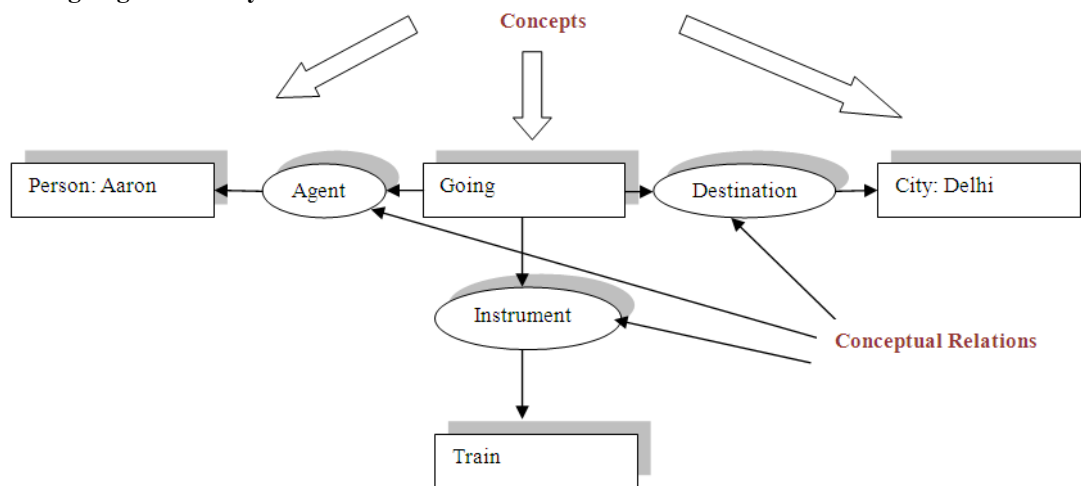 Concepts
Person: Aaron
Agent
Going
Destination
City: Delhi
Instrument
Conceptual Relations
Train